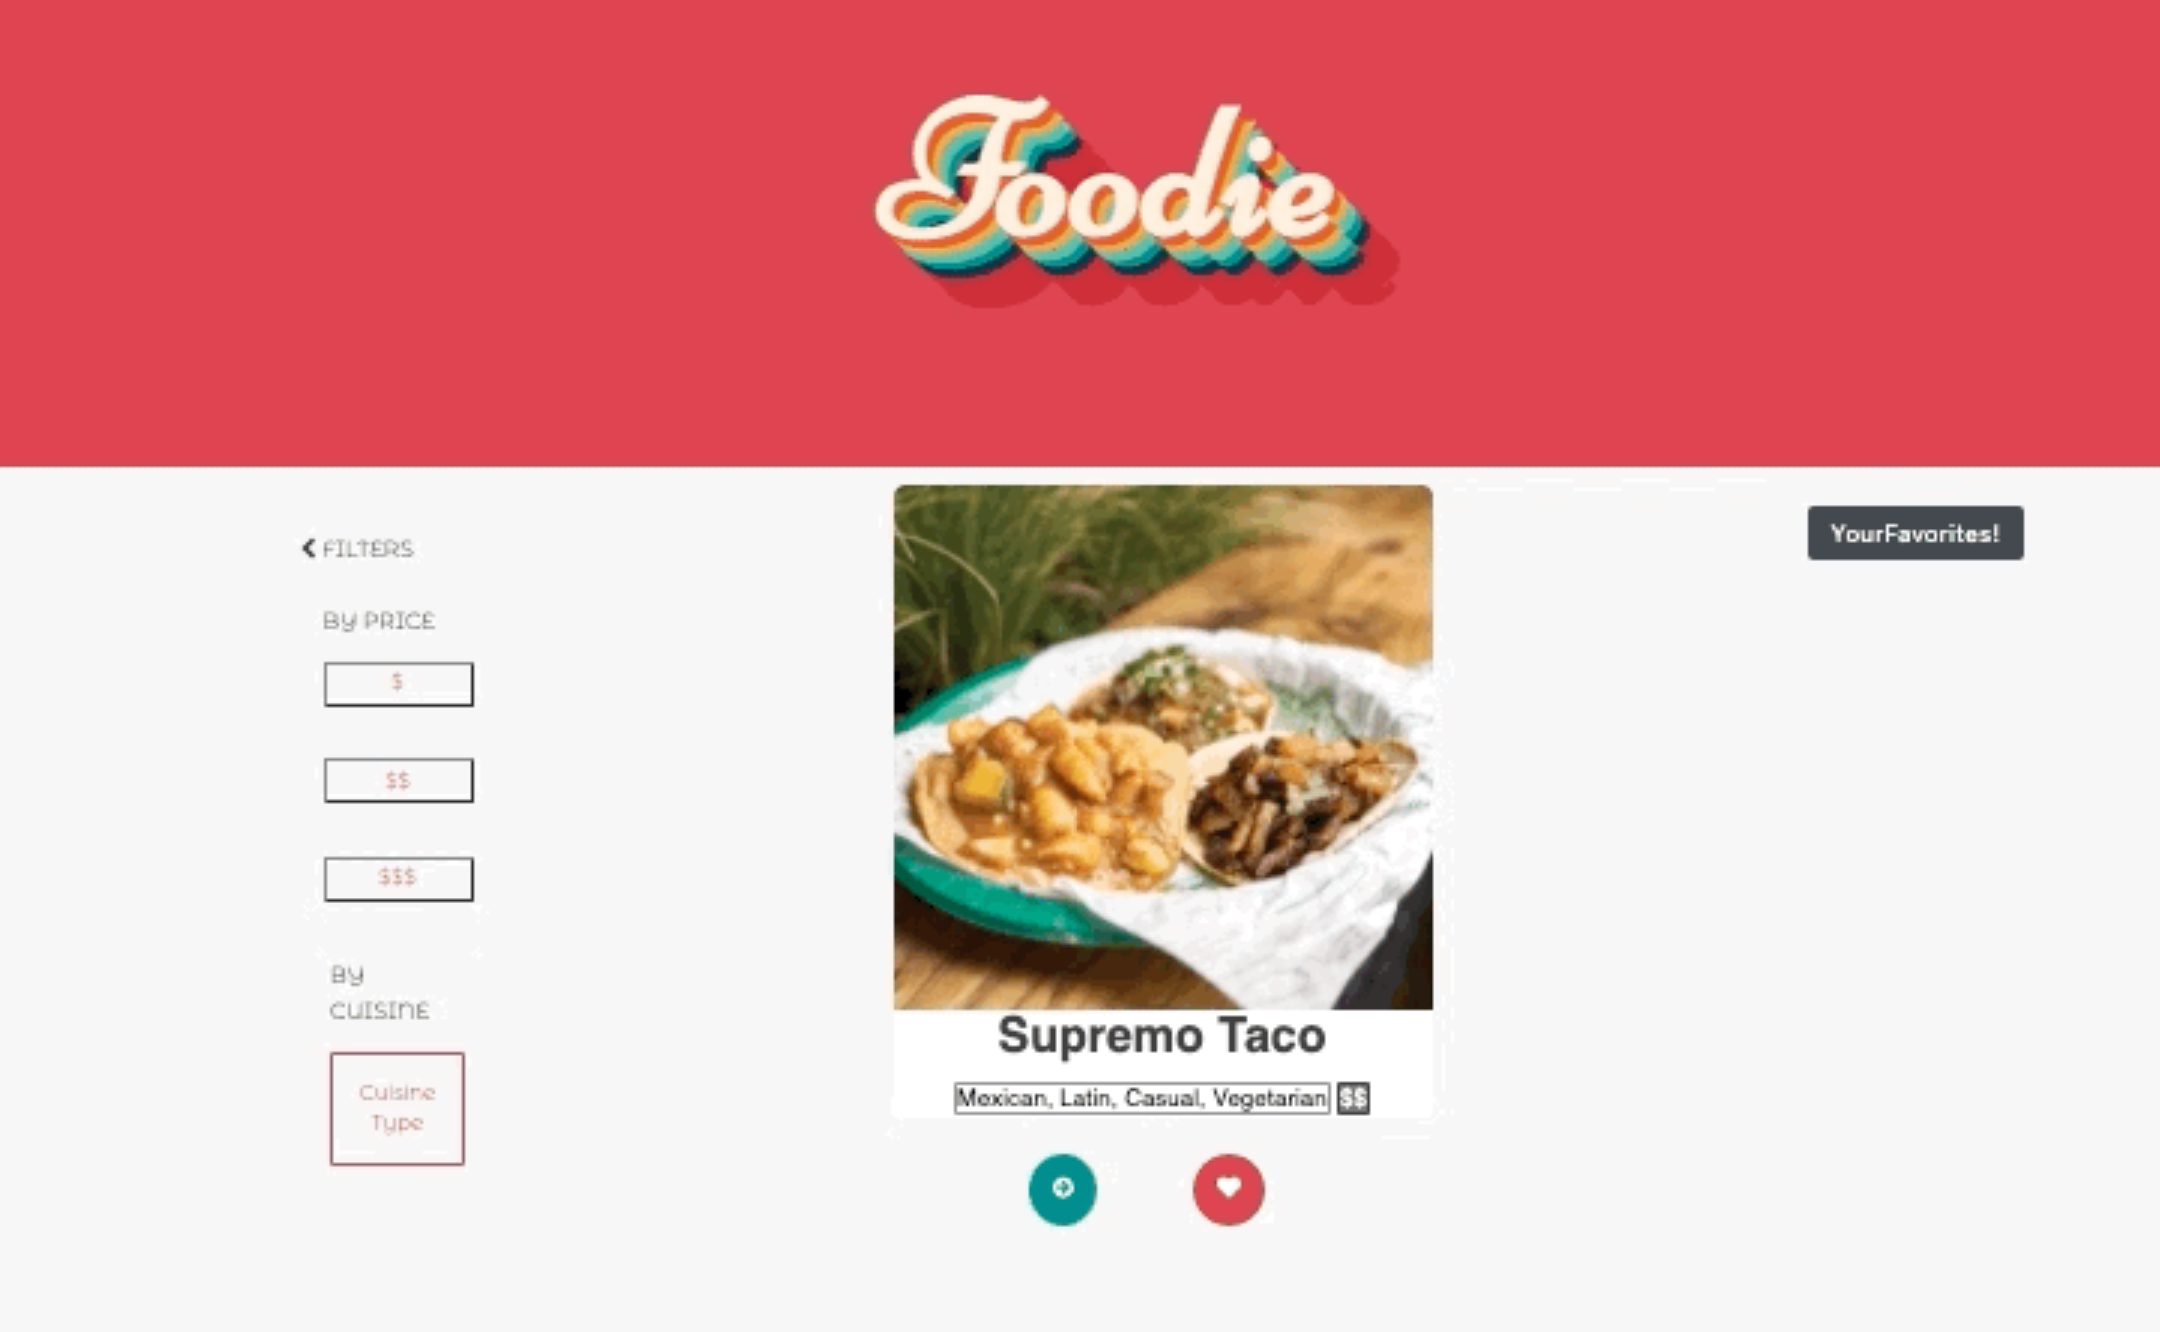 Foodie
FILTERS
BY PRICE
$
$$
$$$
BY
CUISINE
Cuisine
Type
Supremo Taco
Mexican, Latin, Casual, Vegetarian $$
YourFavorites!